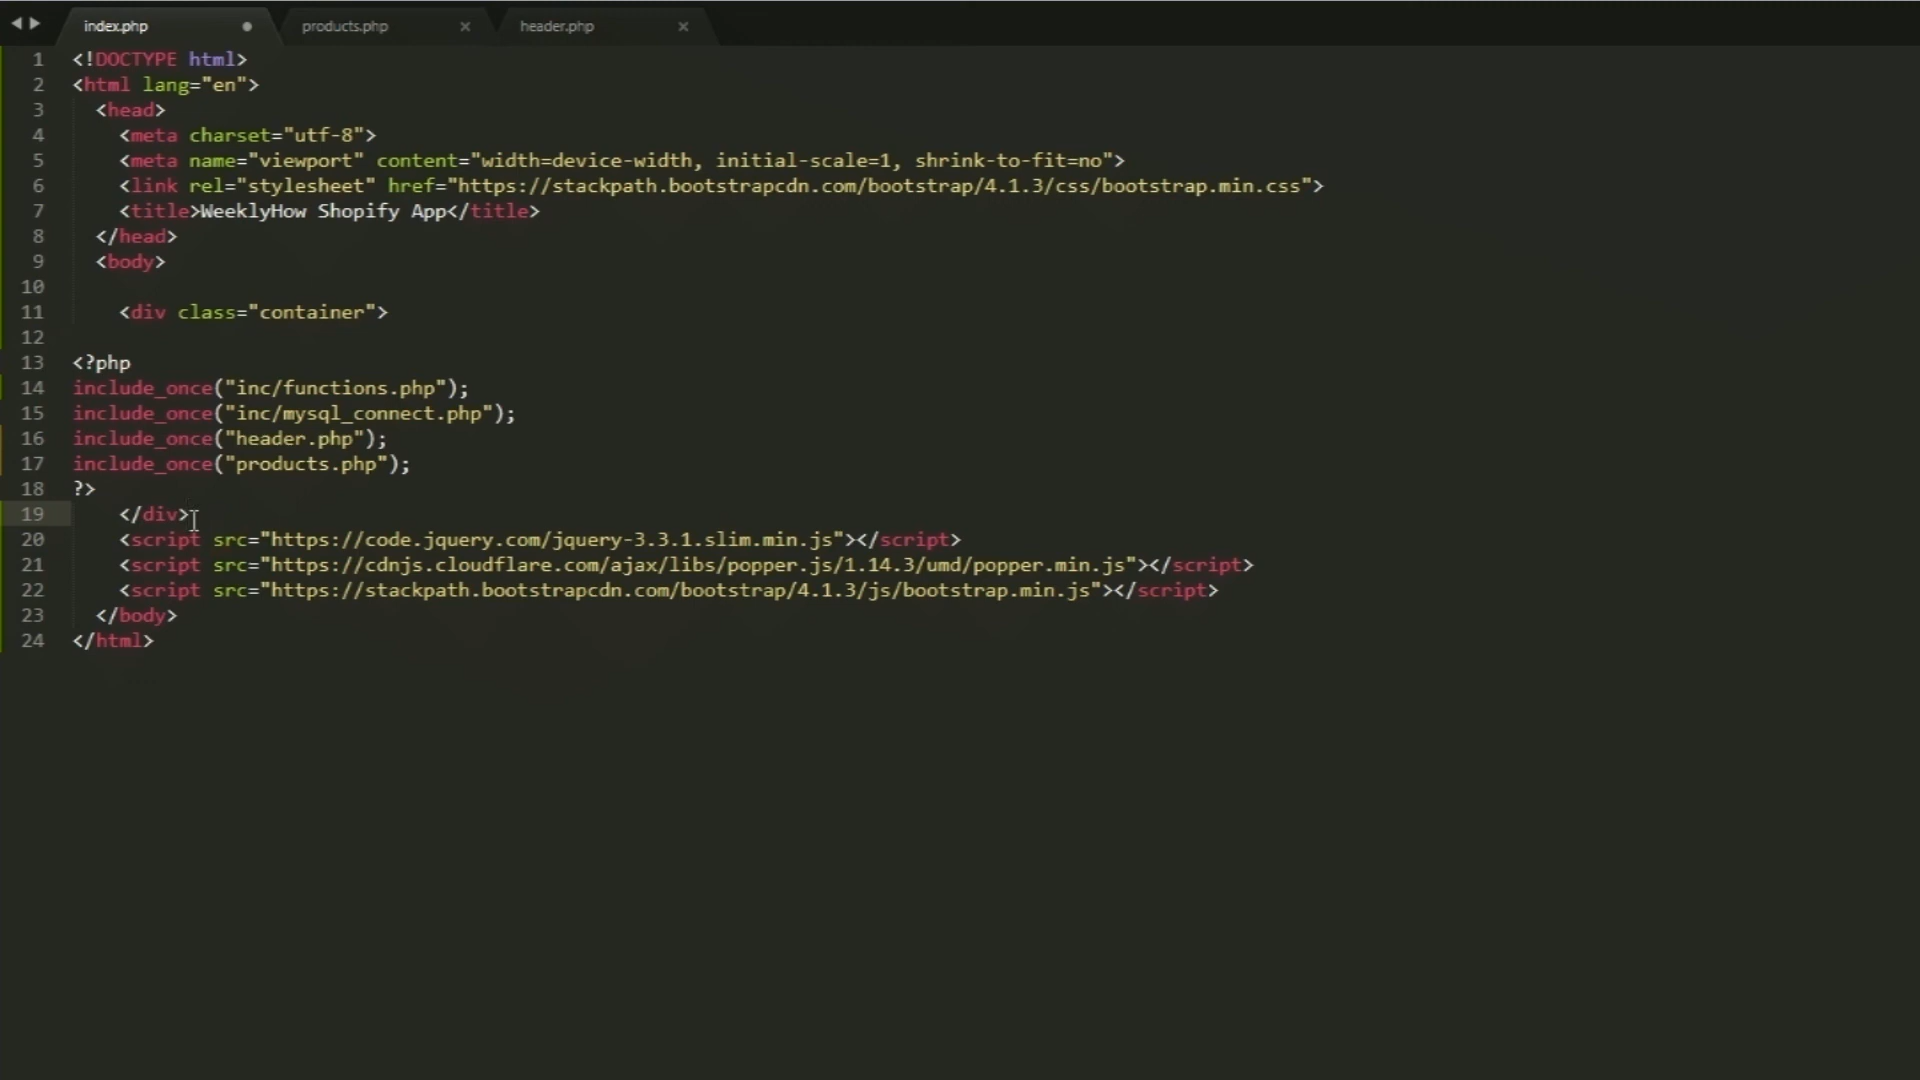 index.php products.php header.php
1 <!DOCTYPE html>
2 <html lang="en">
3 <head>
4 <meta charset="utf-8">
5 <meta name="viewport" content="width=device-width, initial-scale=1, shrink-to-fit=no">
6 <link rel="stylesheet" href="https://stackpath.bootstrapcdn.com/bootstrap/4.1.3/css/bootstrap.min.css">
7 <title>WeeklyHow Shopify App</title>
8 </head>
9 <body>
10
11 <div class="container">
12
13 <?php
14 include_once("inc/functions.php");
15 include_once("inc/mysql_connect.php");
16 include_once("header.php");
17 include_once("products.php");
18 ?>
19 </div>
20 <script src="https://code.jquery.com/jquery-3.3.1.slim.min.js"></script>
21 <script src="https://cdnjs.cloudflare.com/ajax/libs/popper.js/1.14.3/umd/popper.min.js"></script>
22 <script src="https://stackpath.bootstrapcdn.com/bootstrap/4.1.3/js/bootstrap.min.js"></script>
23 </body>
24 </html>